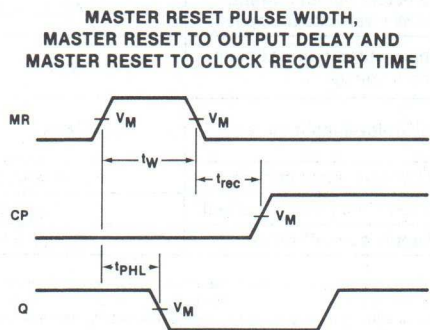 MASTER RESET PULSE WIDTH,
MASTER RESET TO OUTPUT DELAY AND
MASTER RESET TO CLOCK RECOVERY TIME
MR
VM
VM
tW
trec
CP
VM
tPHL
Q
VM